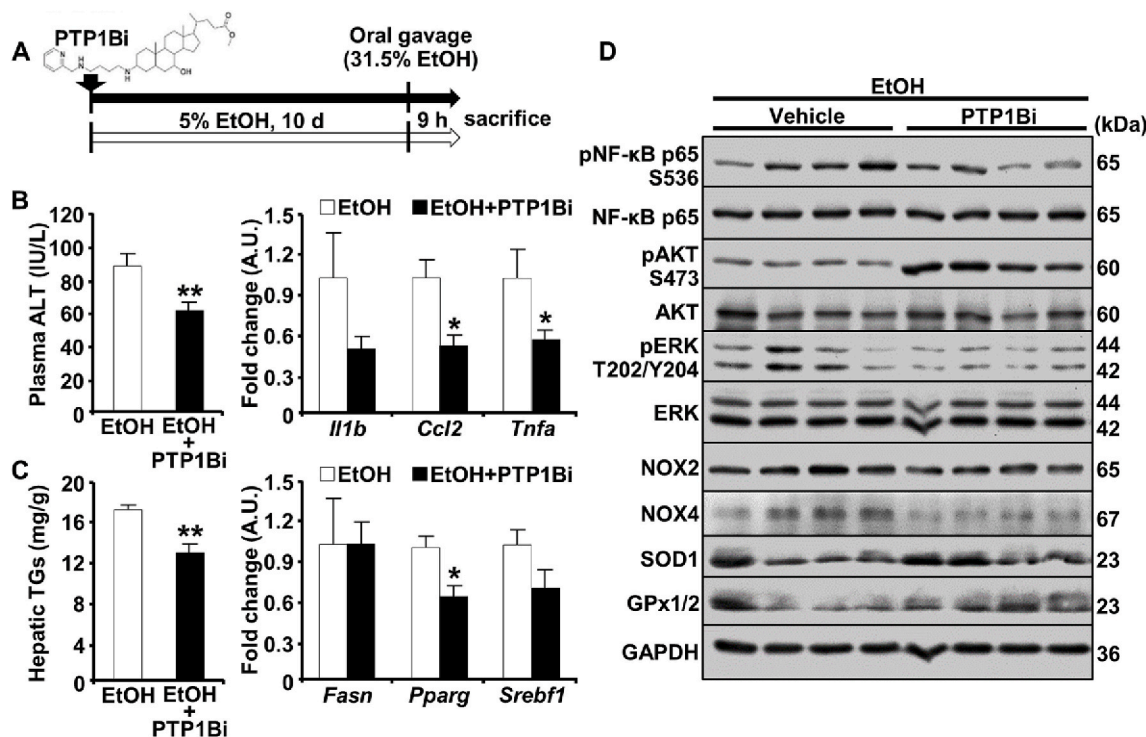 A
PTP1Bi
N
N
H
N
H
OH
O
O
Oral gavage
(31.5% EtOH)
5% EtOH, 10 d
9 h
sacrifice
B
Plasma ALT (IU/L)
120
100
80
60
40
20
0
**
EtOH
EtOH
+
PTP1Bi
EtOH
EtOH+PTP1Bi
Fold change (A.U.)
1.5
1.2
0.9
0.6
0.3
0
*
*
Il1b
Ccl2
Tnfa
C
Hepatic TGs (mg/g)
20
16
12
8
4
0
**
EtOH
EtOH
+
PTP1Bi
EtOH
EtOH+PTP1Bi
Fold change (A.U.)
1.5
1.2
0.9
0.6
0.3
0
*
Fasn
Pparg
Srebf1
D
EtOH
Vehicle
PTP1Bi
(kDa)
pNF-κB p65
S536
65
NF-κB p65
65
pAKT
S473
60
AKT
60
pERK
T202/Y204
44
42
ERK
44
42
NOX2
65
NOX4
67
SOD1
23
GPx1/2
23
GAPDH
36